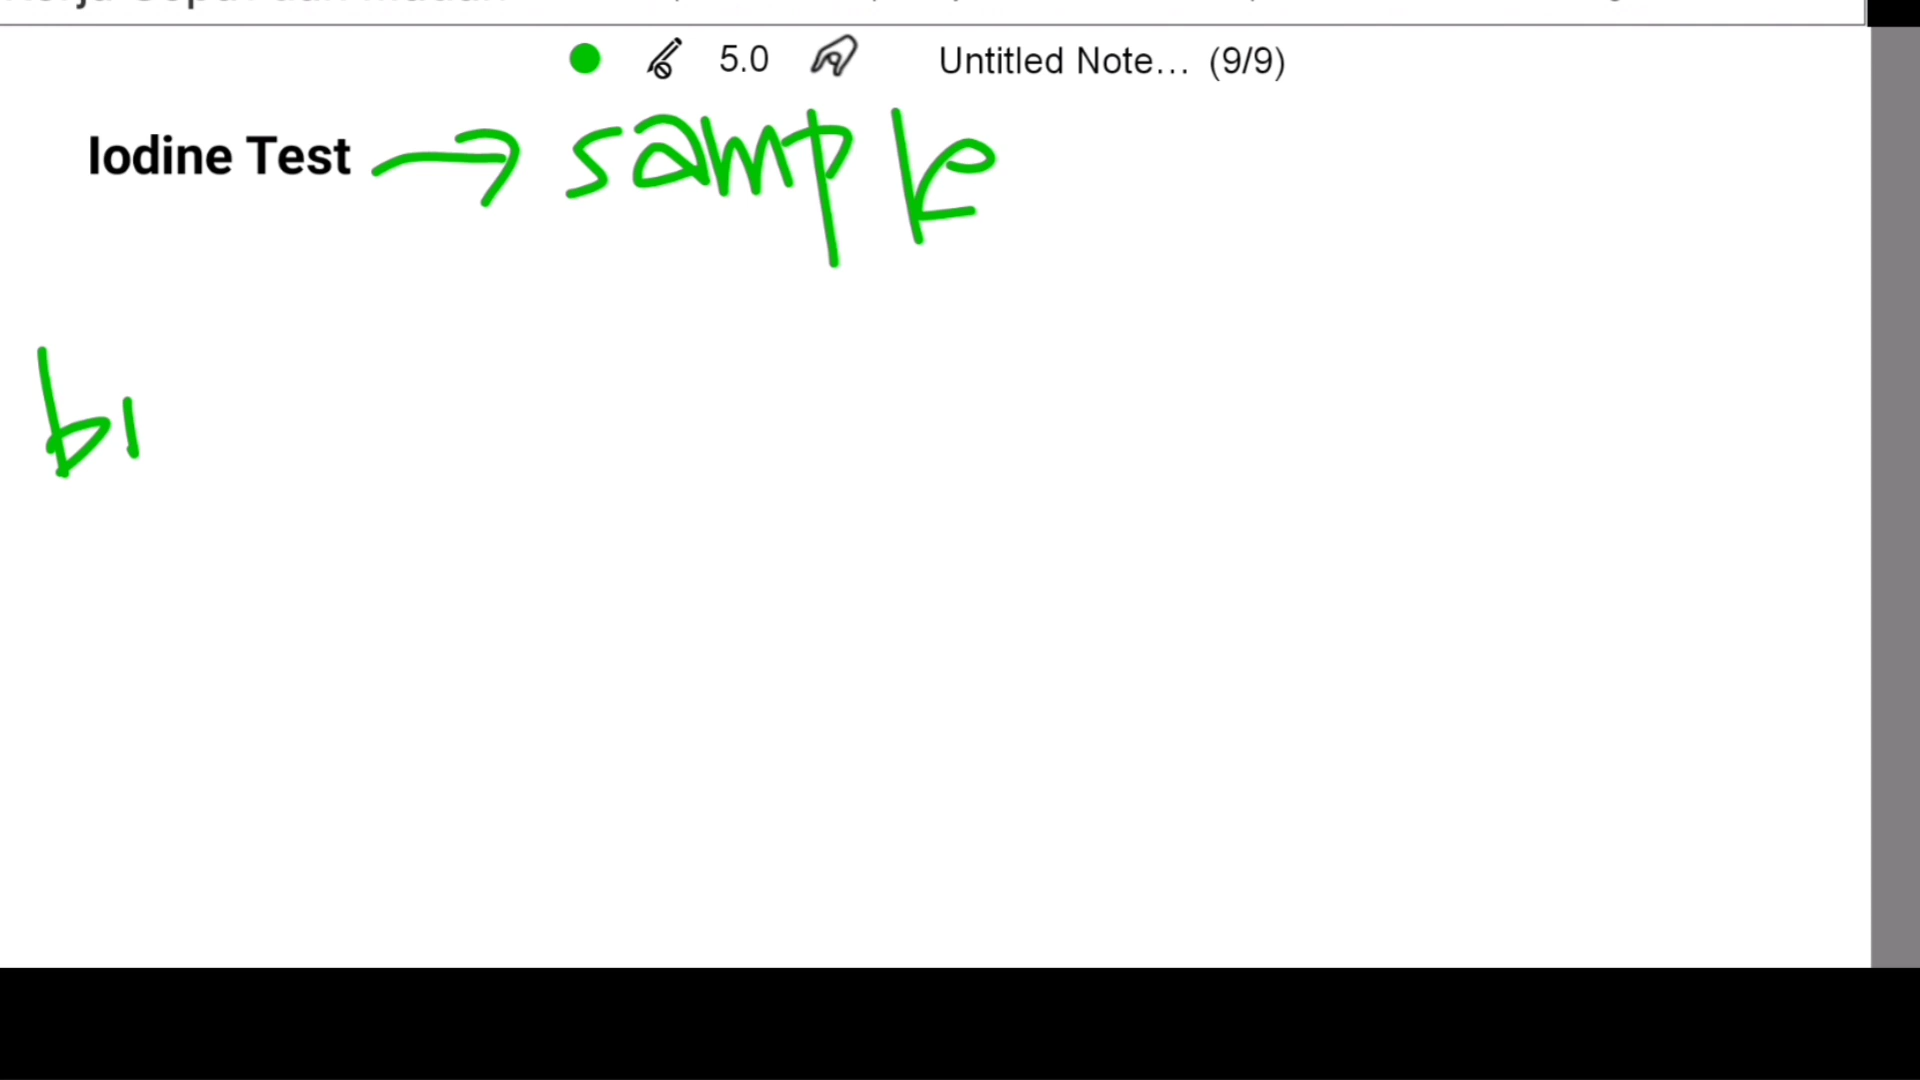 5.0 Untitled Note... (9/9)
Iodine Test → sample
bl